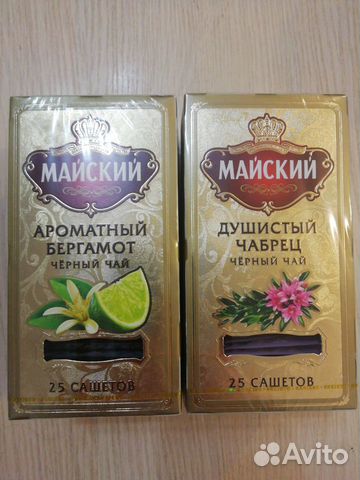 МАЙСКИЙ
АРОМАТНЫЙ
БЕРГАМОТ
ЧЁРНЫЙ ЧАЙ
25 САШЕТОВ
МАЙСКИЙ
ДУШИСТЫЙ
ЧАБРЕЦ
ЧЁРНЫЙ ЧАЙ
25 САШЕТОВ
Avito